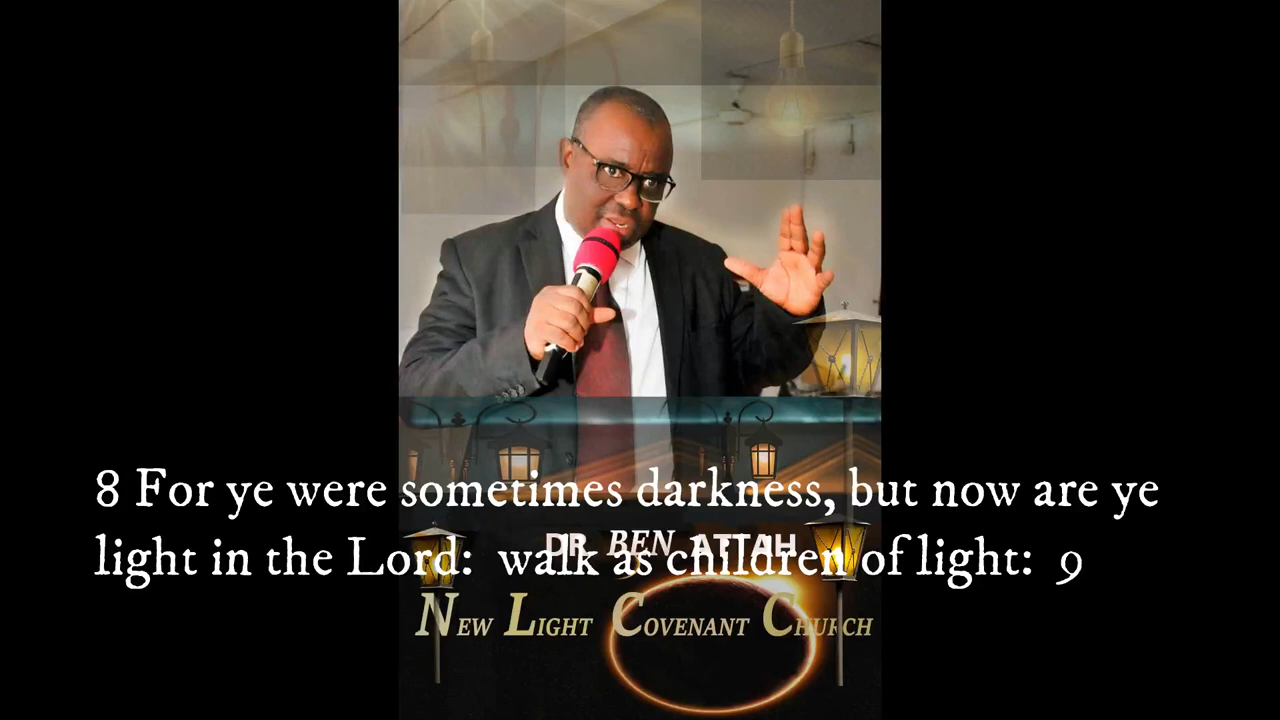 8 For ye were sometimes darkness, but now are ye
light in the Lord:  walk as children of light:  9
DR BEN ATTAH
NEW LIGHT COVENANT CHURCH